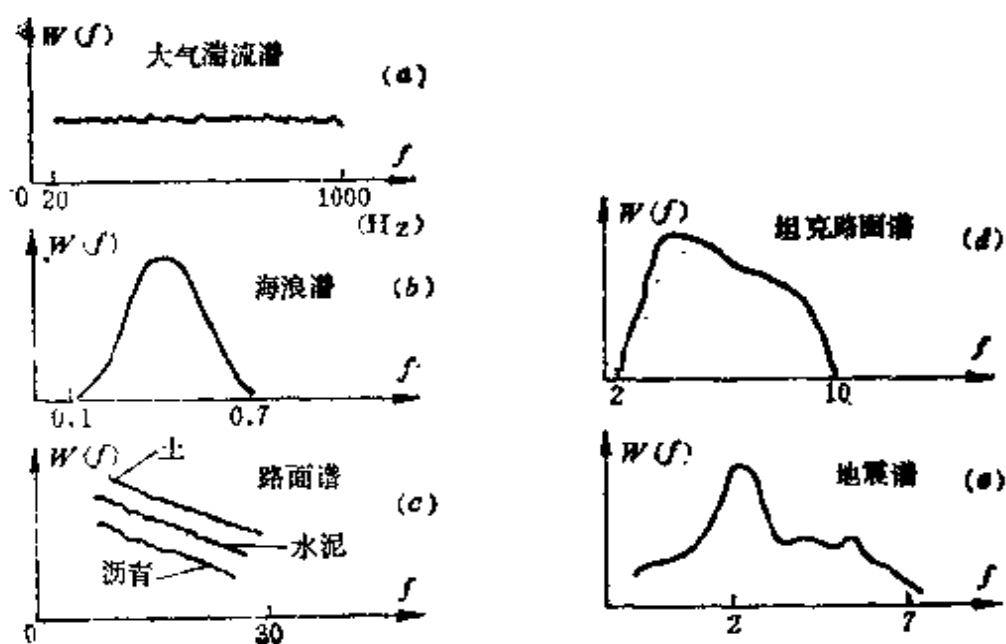 W(f)
大气湍流谱
(a)
f
0 20
1000
(Hz)
W(f)
海浪谱
(b)
f
0.1
0.7
W(f)
土
路面谱
(c)
水泥
沥青
f
0
30
W(f)
坦克路面谱
(d)
f
2
10
W(f)
地震谱
(e)
f
2
7